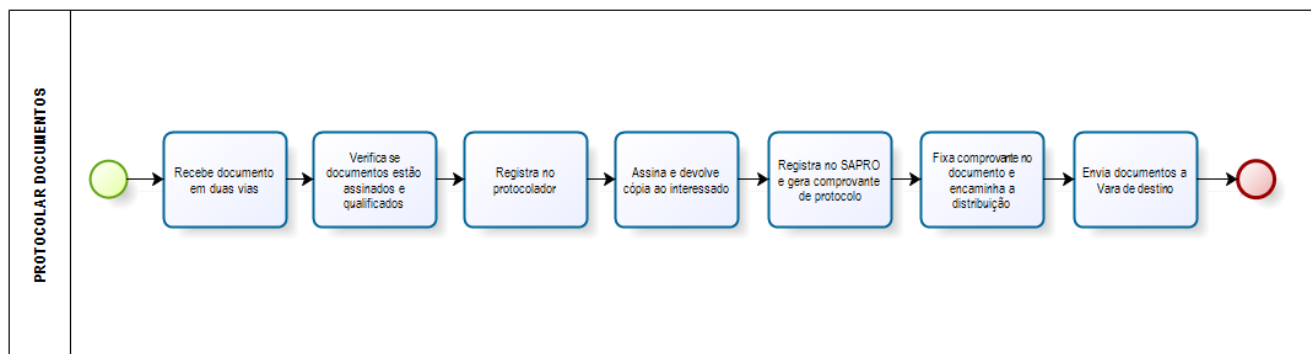 PROTOCOLAR DOCUMENTOS
Recebe documento
em duas vias
Verifica se
documentos estão
assinados e
qualificados
Registra no
protocolador
Assina e devolve
cópia ao interessado
Registra no SAPRO
e gera comprovante
de protocolo
Fixa comprovante no
documento e
encaminha a
distribuição
Envia documentos a
Vara de destino